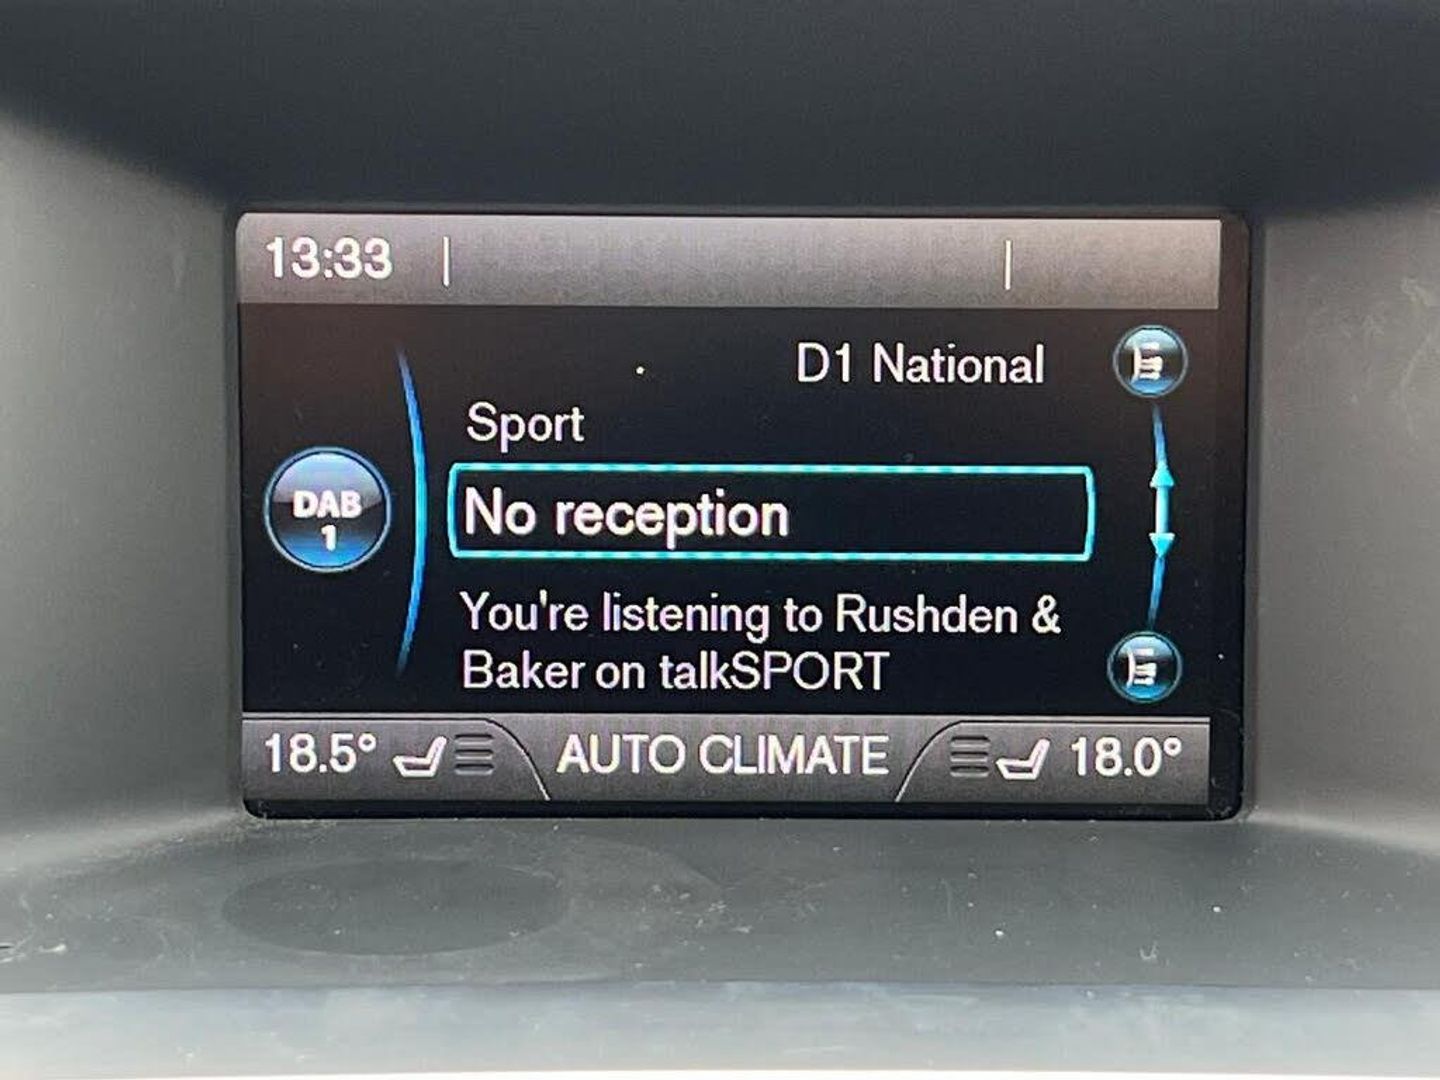 13:33
D1 National
Sport
DAB
1
No reception
You're listening to Rushden &
Baker on talkSPORT
18.5° AUTO CLIMATE 18.0°